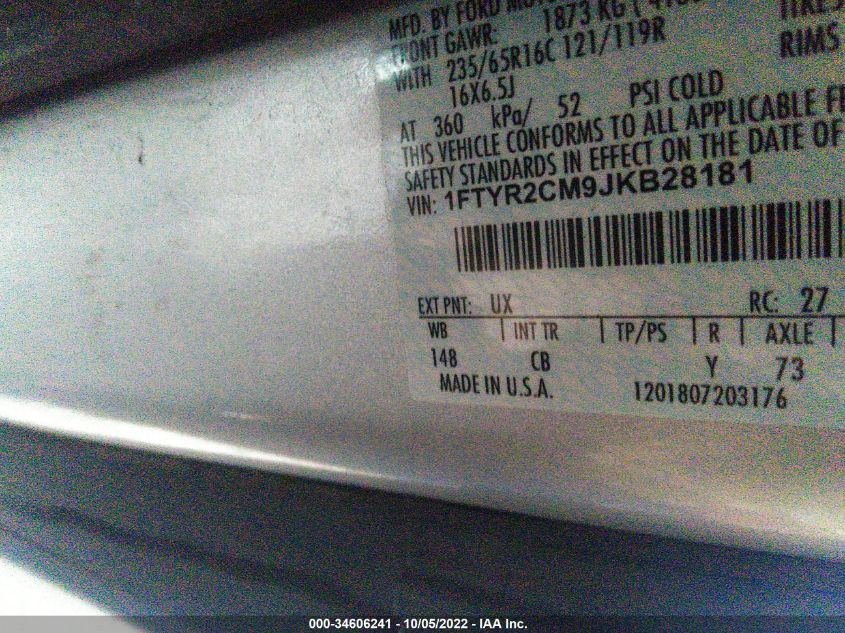 MFD. BY FORD MOTOR
FRONT GAWR: 1873 KG
WITH 235/65R16C 121/119R TIRES
16X6.5J RIMS
AT 360 kPa/ 52 PSI COLD
THIS VEHICLE CONFORMS TO ALL APPLICABLE
SAFETY STANDARDS IN EFFECT ON THE DATE OF
VIN: 1FTYR2CM9JKB28181
EXT PNT: UX RC: 27
WB INT TR TP/PS R AXLE
148 CB Y 73
MADE IN U.S.A. 1201807203176
000-34606241 - 10/05/2022 - IAA Inc.